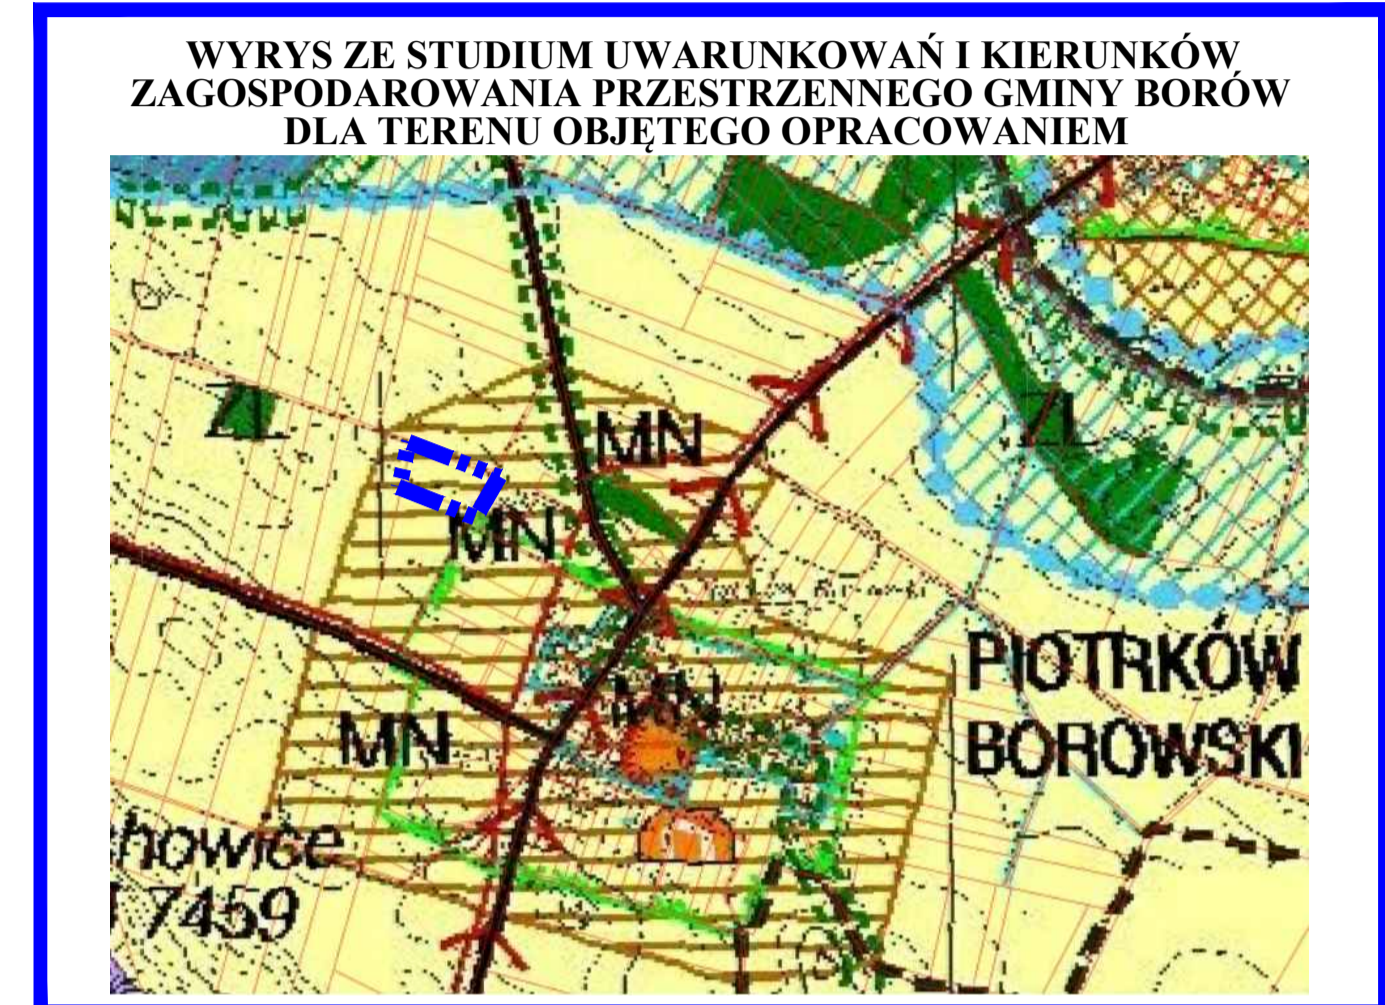 WYRYS ZE STUDIUM UWARUNKOWAŃ I KIERUNKÓW
ZAGOSPODAROWANIA PRZESTRZENNEGO GMINY BORÓW
DLA TERENU OBJĘTEGO OPRACOWANIEM
ZL
MN
ZL
MN
PIOTRKÓW
MN
MN
BOROWSKI
howice
7459